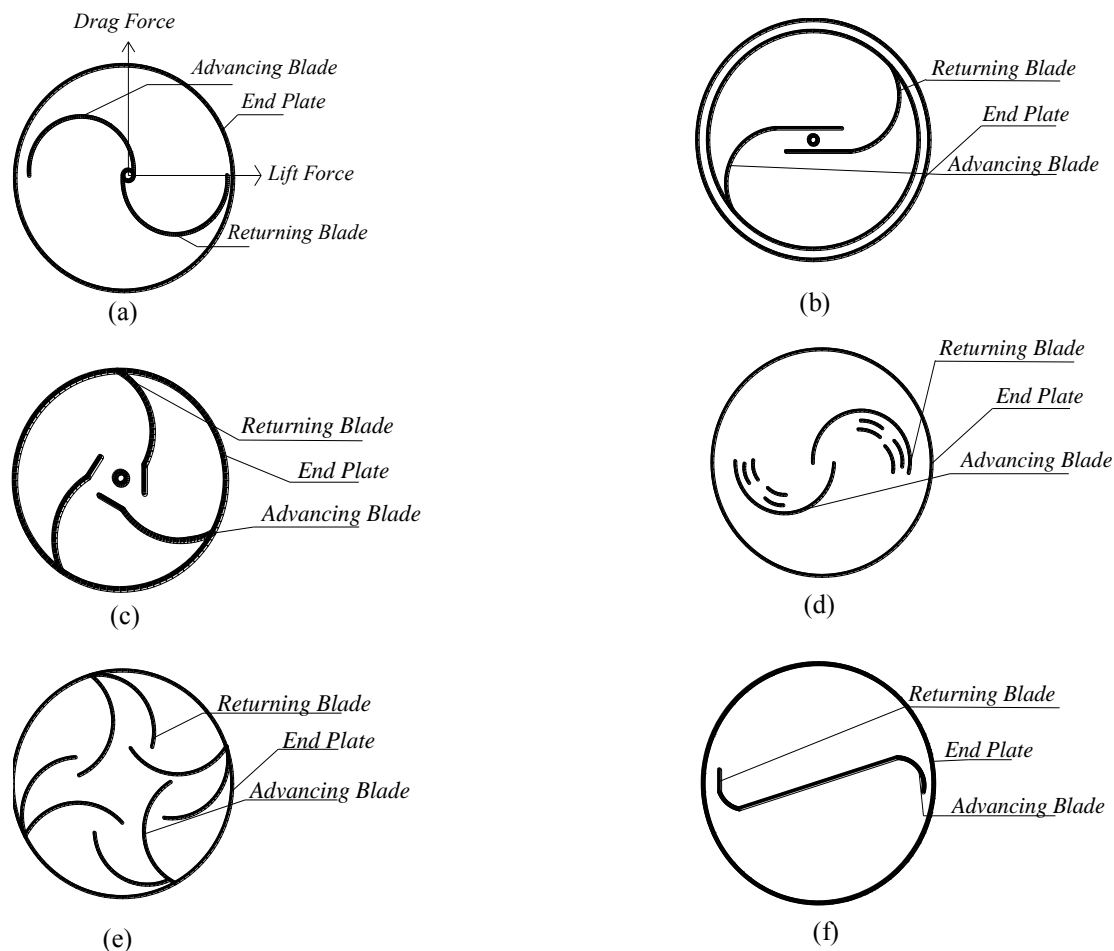 Drag Force
Advancing Blade
End Plate
Lift Force
Returning Blade
(a)
Returning Blade
End Plate
Advancing Blade
(b)
Returning Blade
End Plate
Advancing Blade
(c)
Returning Blade
End Plate
Advancing Blade
(d)
Returning Blade
End Plate
Advancing Blade
(e)
Returning Blade
End Plate
Advancing Blade
(f)